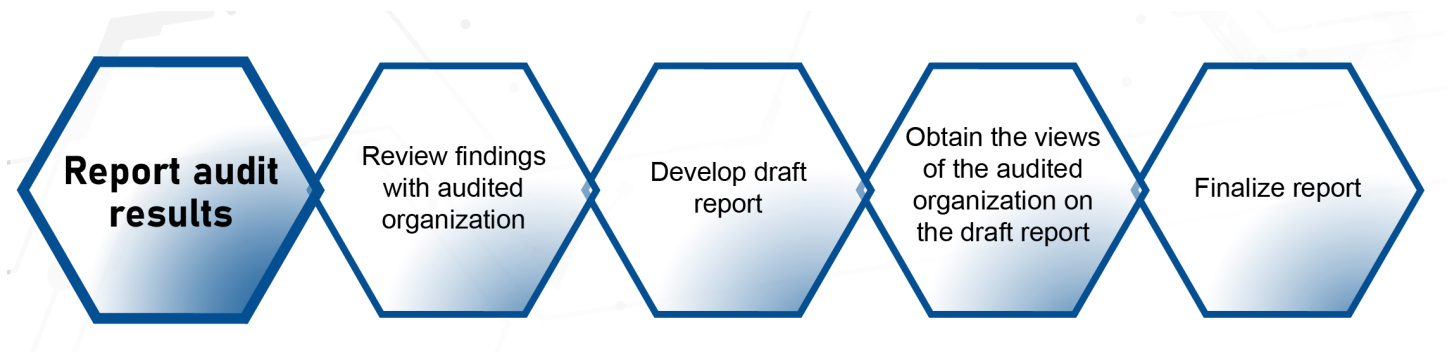 Report audit
results
Review findings
with audited
organization
Develop draft
report
Obtain the views
of the audited
organization on
the draft report
Finalize report